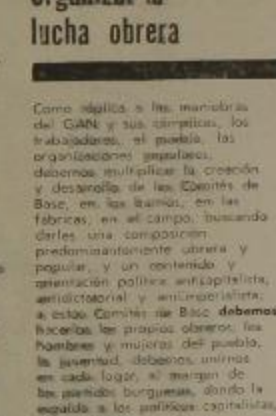 organizar la
lucha obrera
Como réplica a las maniobras
del GAN y sus cómplices, los
trabajadores, el pueblo, las
organizaciones populares,
debemos multiplicar la creación
y desarrollo de los Comités de
Base, en los barrios, en las
fábricas, en el campo, buscando
darles una composición
predominantemente obrera y
popular, y un contenido y
orientación política anticapitalista,
antidictatorial y antiimperialista;
a estos Comités de Base debemos
hacerlos los propios obreros, los
hombres y mujeres del pueblo,
la juventud, debemos unirnos
en cada lugar, al margen de
los partidos burgueses, dando la
espalda a los políticos capitalistas,